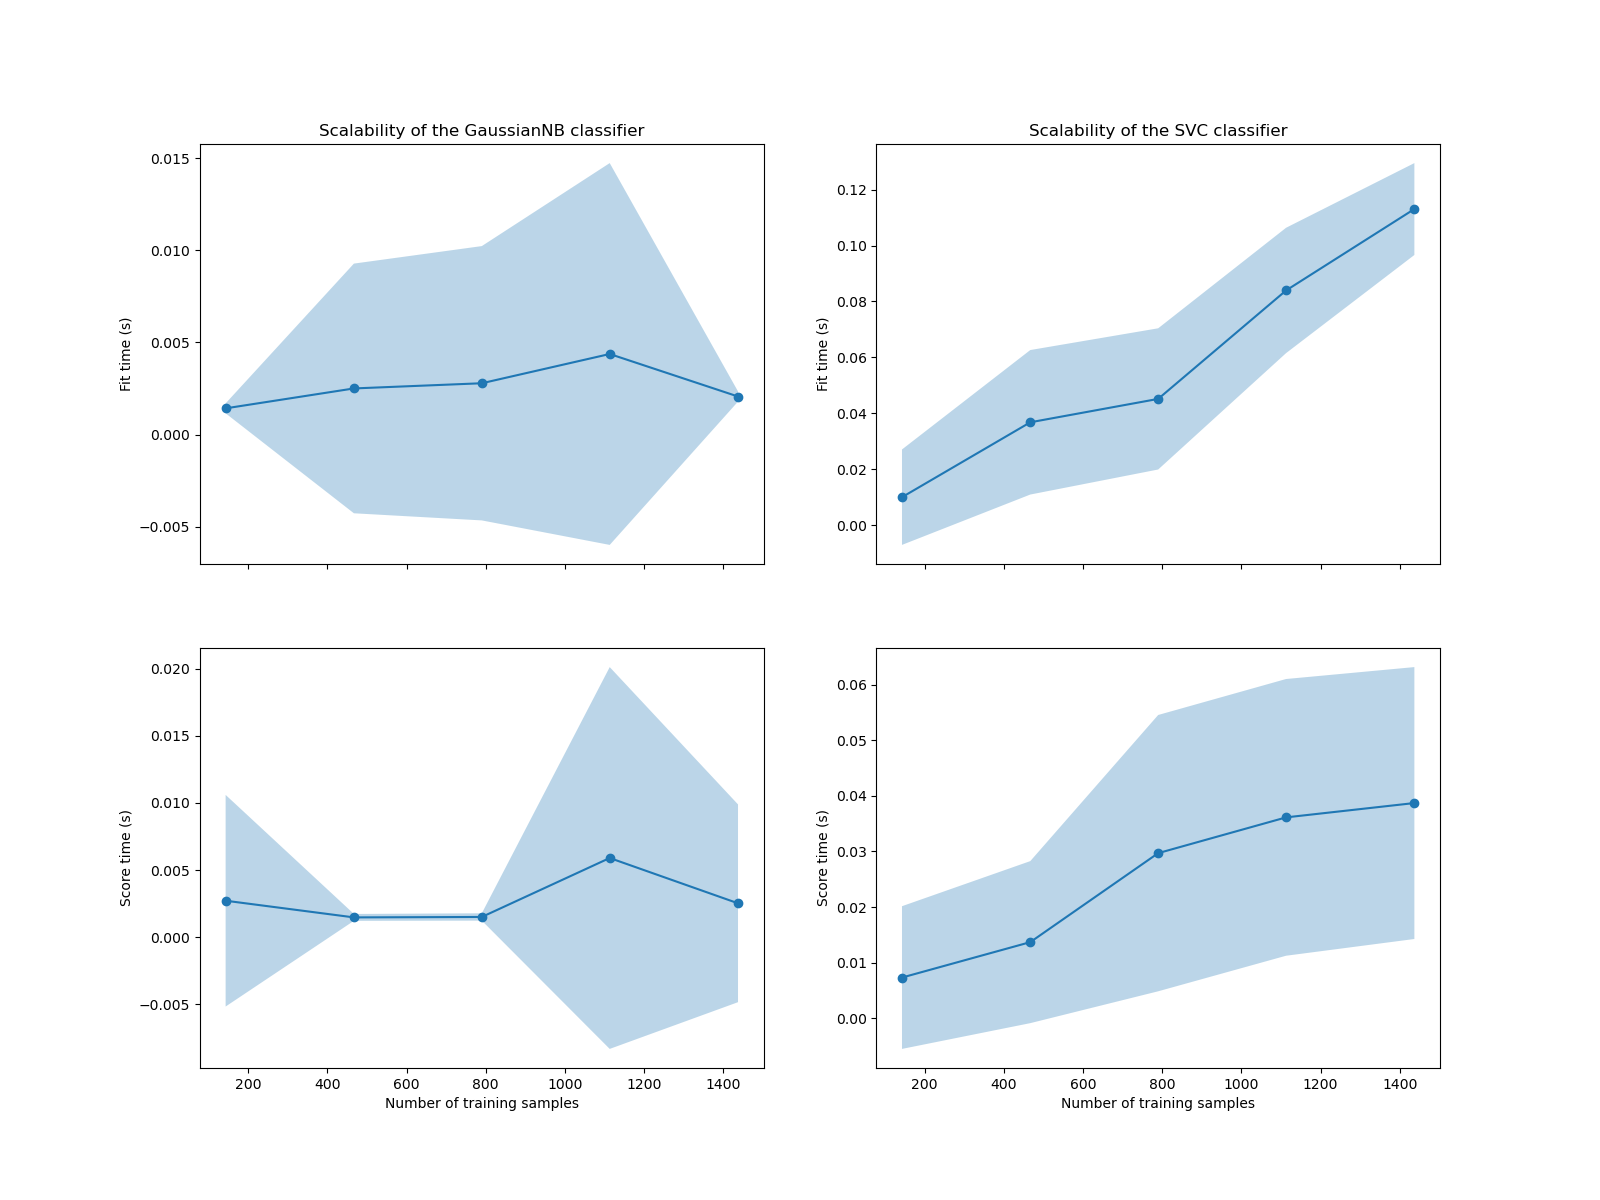 Scalability of the GaussianNB classifier
0.015
0.010
0.005
0.000
−0.005
Fit time (s)
Scalability of the SVC classifier
0.12
0.10
0.08
0.06
0.04
0.02
0.00
Fit time (s)
0.020
0.015
0.010
0.005
0.000
−0.005
Score time (s)
200 400 600 800 1000 1200 1400
Number of training samples
0.06
0.05
0.04
0.03
0.02
0.01
0.00
Score time (s)
200 400 600 800 1000 1200 1400
Number of training samples